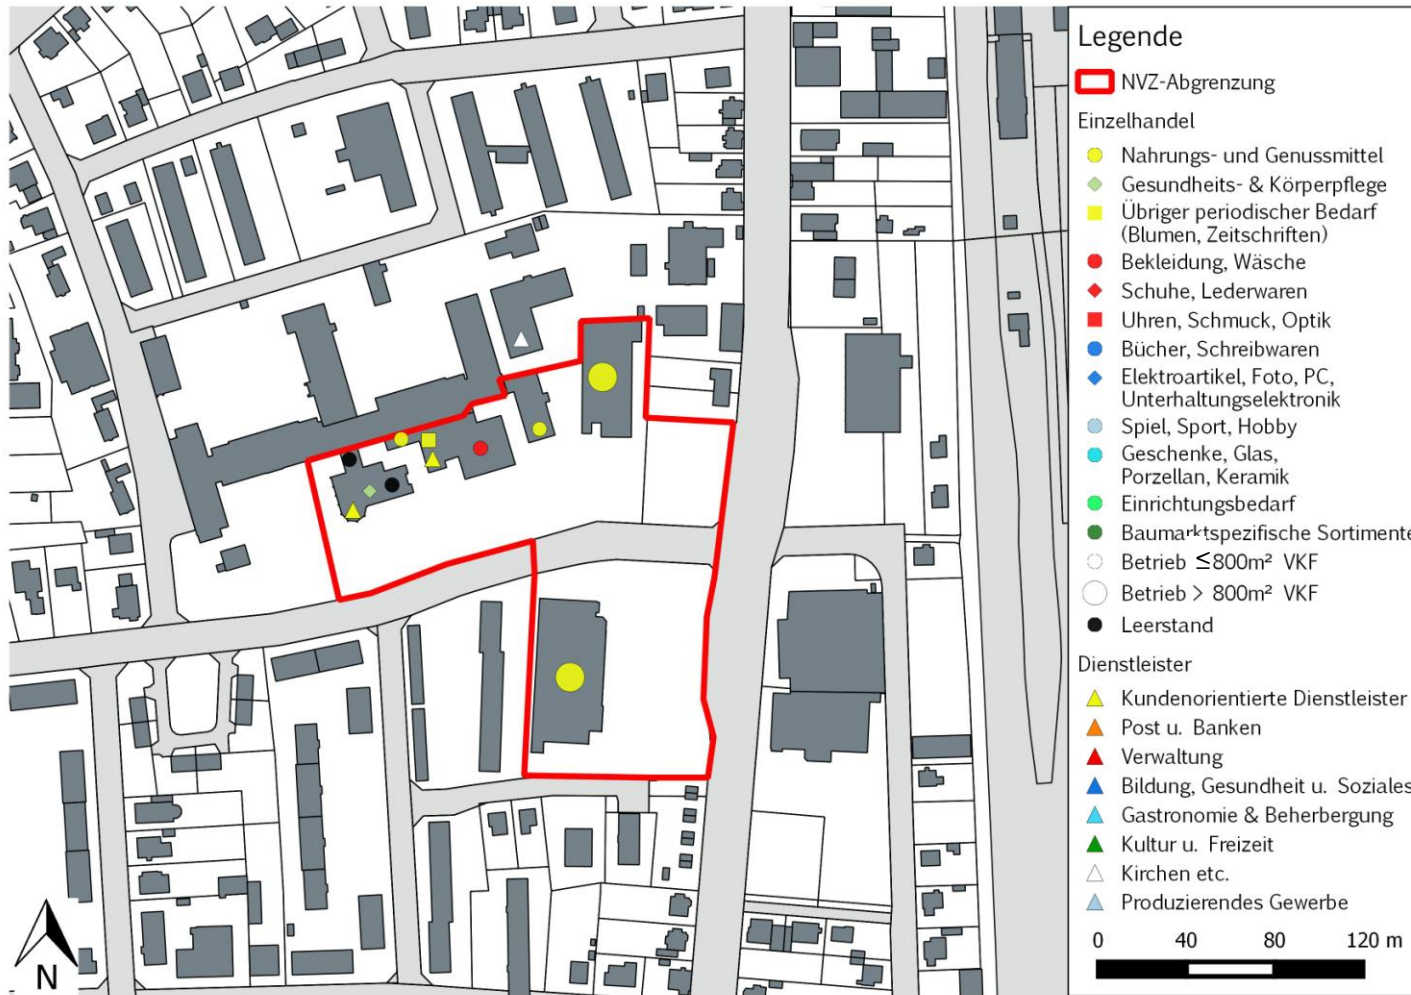 Legende
NVZ-Abgrenzung
Einzelhandel
Nahrungs- und Genussmittel
Gesundheits- & Körperpflege
Übriger periodischer Bedarf
(Blumen, Zeitschriften)
Bekleidung, Wäsche
Schuhe, Lederwaren
Uhren, Schmuck, Optik
Bücher, Schreibwaren
Elektroartikel, Foto, PC,
Unterhaltungselektronik
Spiel, Sport, Hobby
Geschenke, Glas,
Porzellan, Keramik
Einrichtungsbedarf
Baumarktspezifische Sortimente
Betrieb ≤800m² VKF
Betrieb > 800m² VKF
Leerstand
Dienstleister
Kundenorientierte Dienstleister
Post u. Banken
Verwaltung
Bildung, Gesundheit u. Soziales
Gastronomie & Beherbergung
Kultur u. Freizeit
Kirchen etc.
Produzierendes Gewerbe
0 40 80 120 m
N